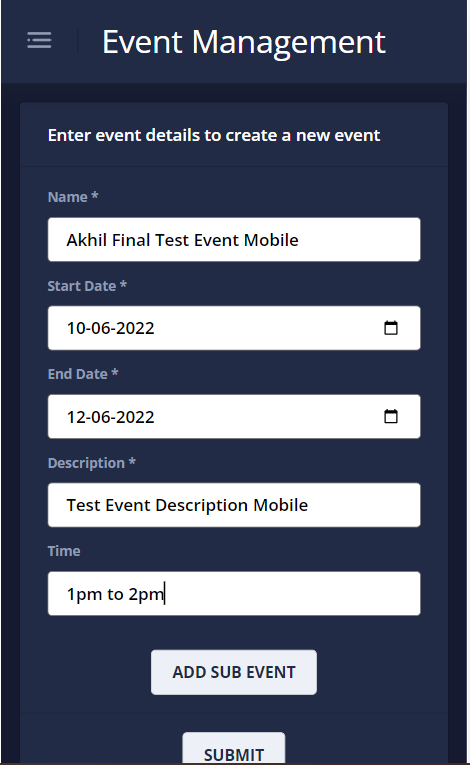 Event Management
Enter event details to create a new event
Name *
Akhil Final Test Event Mobile
Start Date *
10-06-2022
End Date *
12-06-2022
Description *
Test Event Description Mobile
Time
1pm to 2pm
ADD SUB EVENT
SUBMIT